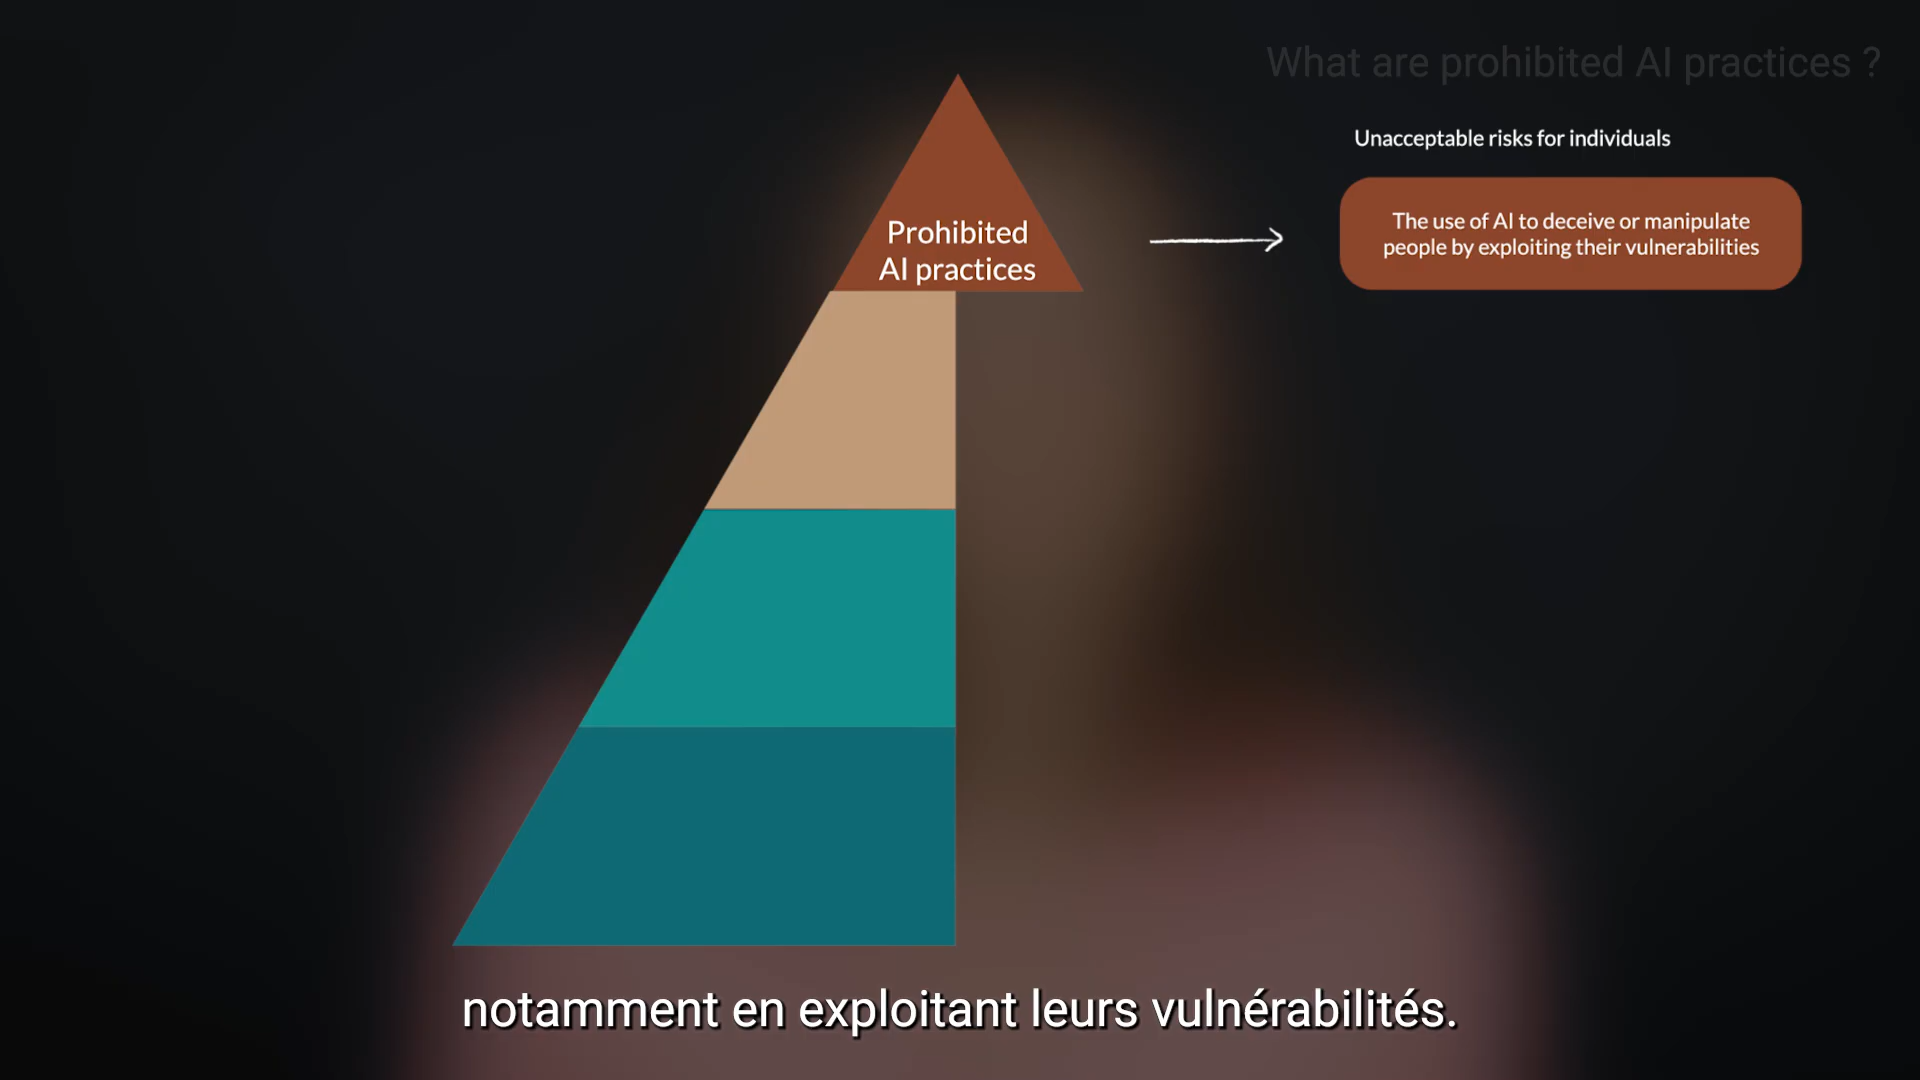 What are prohibited AI practices ?
Unacceptable risks for individuals
The use of AI to deceive or manipulate
people by exploiting their vulnerabilities
Prohibited
AI practices
notamment en exploitant leurs vulnérabilités.